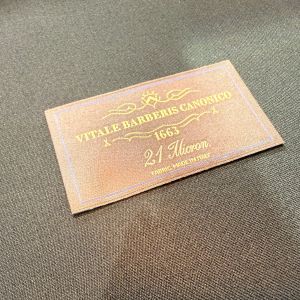 VITALE BARBERIS CANONICO
1663
21 Micron
FABRIC MADE IN ITALY